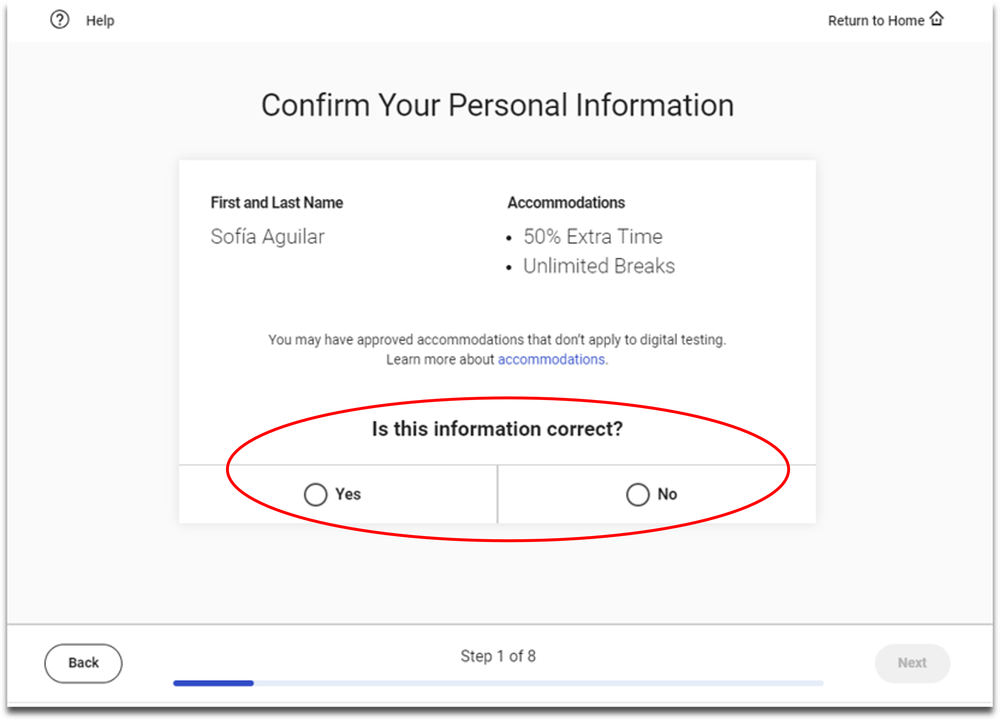 Help
Return to Home
Confirm Your Personal Information
First and Last Name
Sofía Aguilar
Accommodations
• 50% Extra Time
• Unlimited Breaks
You may have approved accommodations that don't apply to digital testing.
Learn more about accommodations.
Is this information correct?
Yes
No
Back
Step 1 of 8
Next